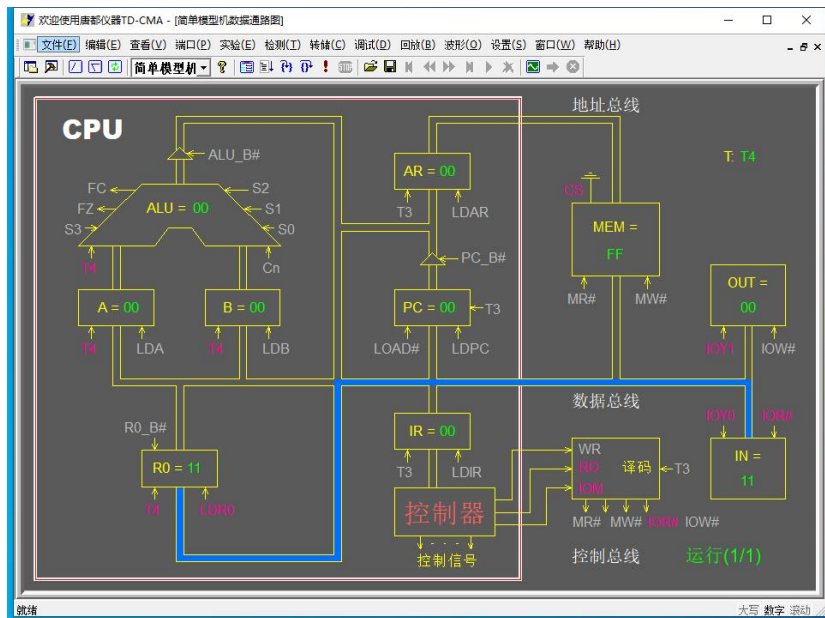 欢迎使用唐都仪器TD-CMA - [简单模型机数据通路图]
文件(F) 编辑(E) 查看(V) 端口(P) 实验(E) 检测(T) 转储(C) 调试(D) 回放(B) 波形(O) 设置(S) 窗口(W) 帮助(H)
简单模型机
CPU
地址总线
ALU_B#
T: T4
AR = 00
CS
FC
S2
FZ
ALU = 00
S1
S3
S0
T3
LDAR
MEM =
FF
T4
Cn
PC_B#
MR#
MW#
OUT =
00
A = 00
B = 00
PC = 00
T3
T4
LDA
T4
LDB
LOAD#
LDPC
IOY1
IOW#
数据总线
R0_B#
IR = 00
IOY0
IOR#
R0 = 11
T3
LDIR
WR
RD
IOM
译码
T3
IN =
11
T4
LDR0
控制器
MR# MW# IOR# IOW#
控制信号
控制总线
运行(1/1)
就绪
大写 数字 滚动